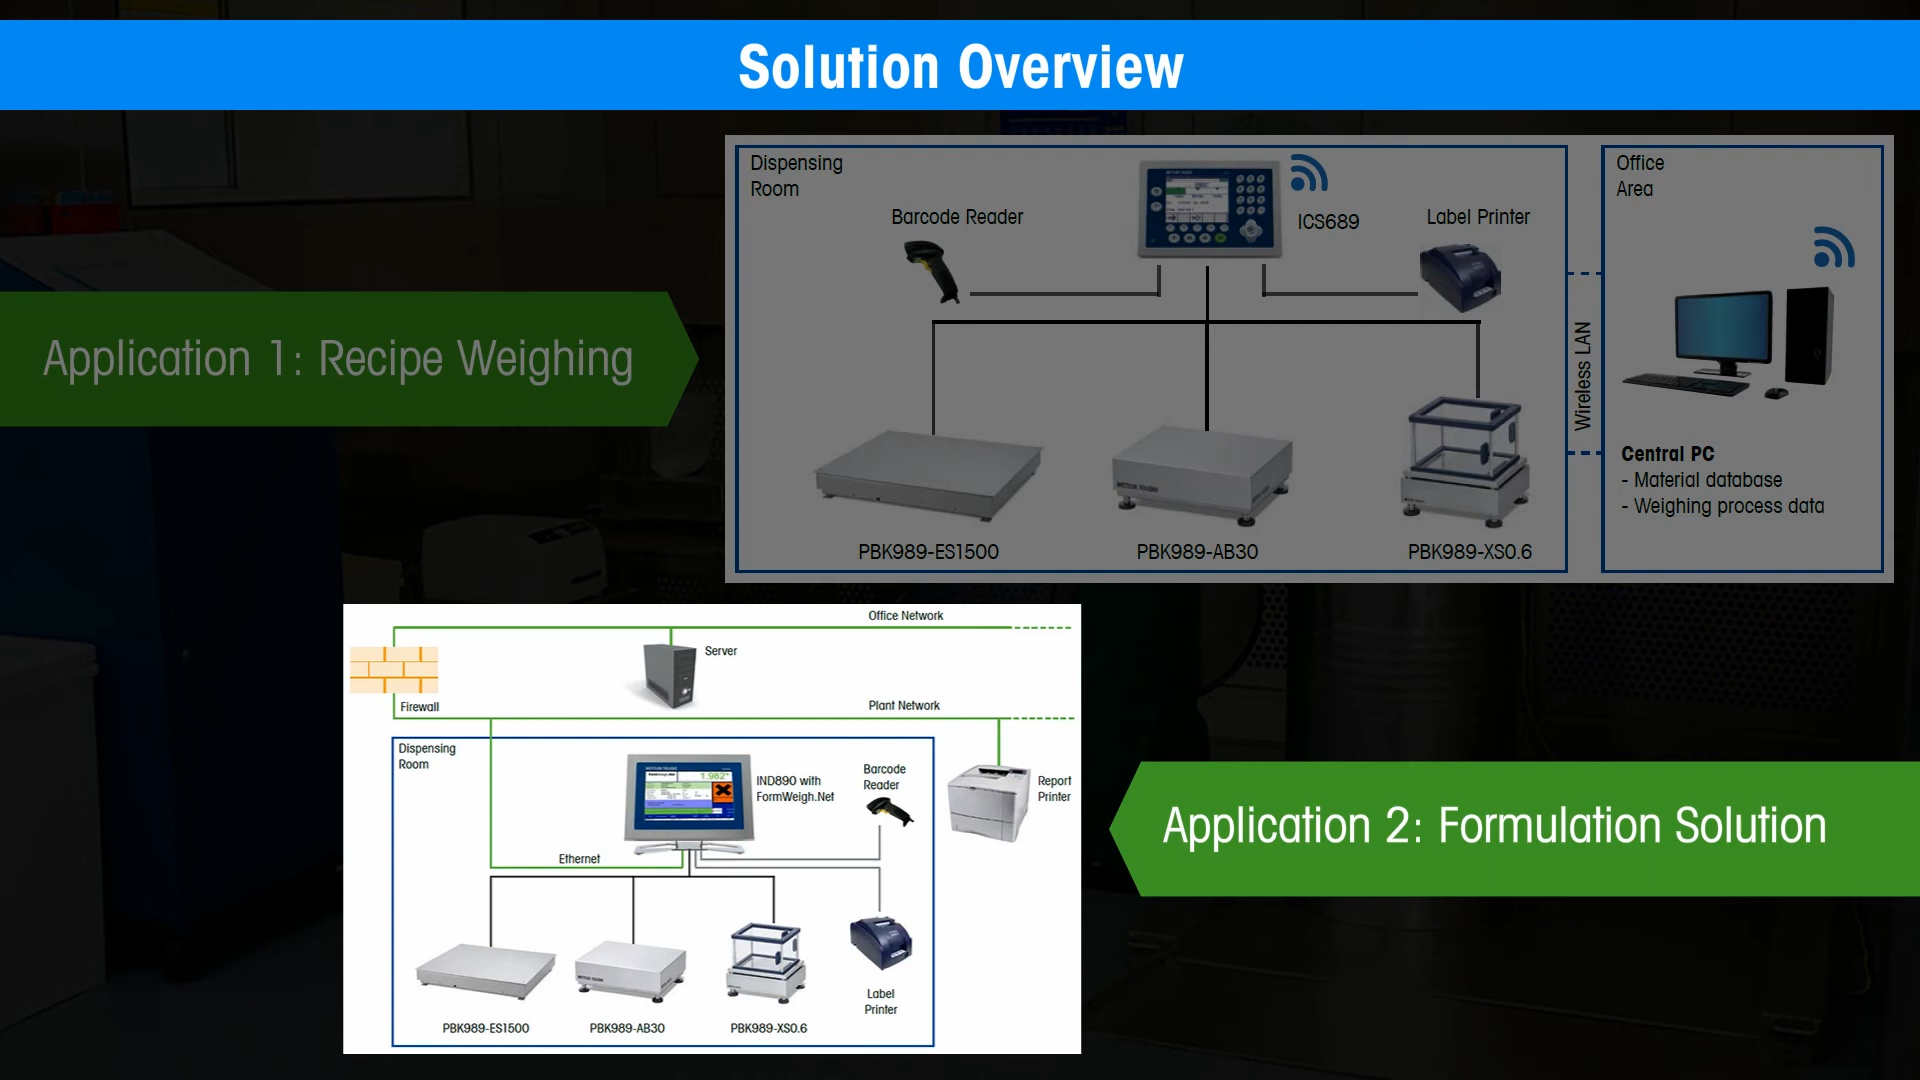 Solution Overview
Application 1: Recipe Weighing
Dispensing
Room
Barcode Reader
ICS689
Label Printer
PBK989-ES1500
PBK989-AB30
PBK989-XS0.6
Wireless LAN
Office
Area
Central PC
- Material database
- Weighing process data
Office Network
Server
Firewall
Plant Network
Dispensing
Room
IND890 with
FormWeigh.Net
1.982
Barcode
Reader
Report
Printer
Ethernet
Label
Printer
PBK989-ES1500
PBK989-AB30
PBK989-XS0.6
Application 2: Formulation Solution